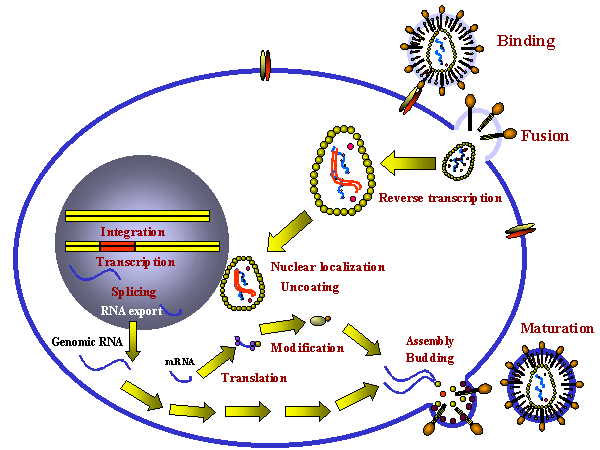 Binding
Fusion
Reverse transcription
Integration
Transcription
Nuclear localization
Uncoating
Splicing
RNA export
Genomic RNA
mRNA
Translation
Modification
Assembly
Budding
Maturation